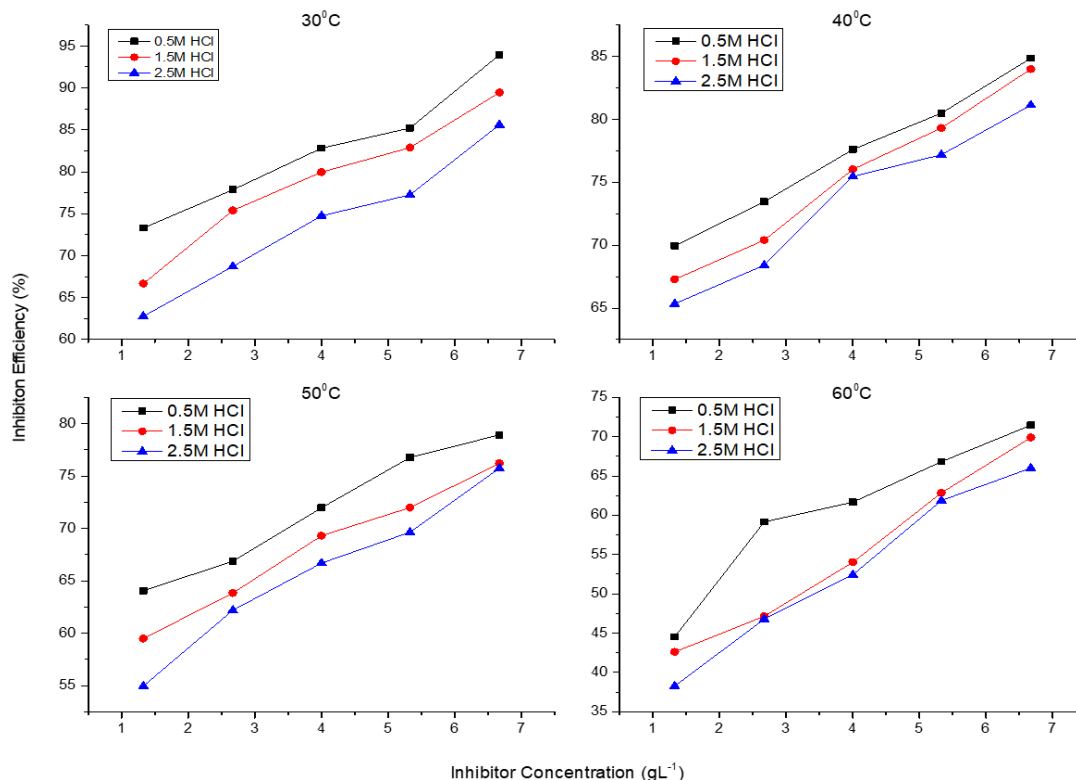 30⁰C
0.5M HCl
1.5M HCl
2.5M HCl
95
90
85
80
75
70
65
60
1 2 3 4 5 6 7
40⁰C
0.5M HCl
1.5M HCl
2.5M HCl
85
80
75
70
65
1 2 3 4 5 6 7
Inhibiton Efficiency (%)
50⁰C
0.5M HCl
1.5M HCl
2.5M HCl
80
75
70
65
60
55
1 2 3 4 5 6 7
60⁰C
0.5M HCl
1.5M HCl
2.5M HCl
75
70
65
60
55
50
45
40
35
1 2 3 4 5 6 7
Inhibitor Concentration (gL⁻¹)